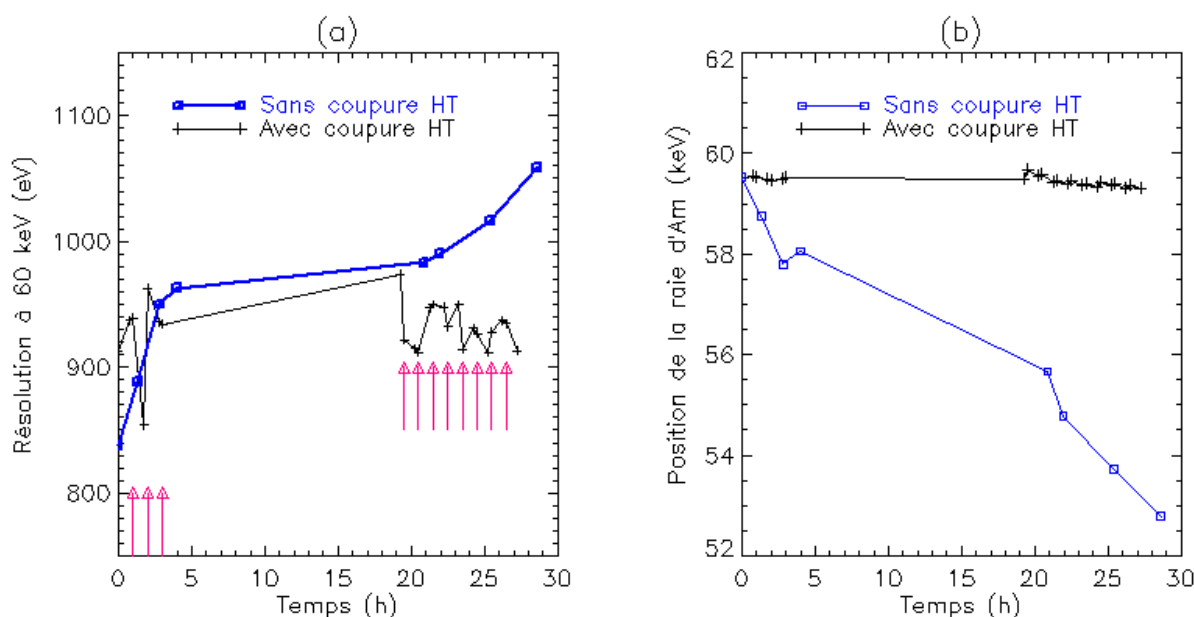 (a)
Sans coupure HT
Avec coupure HT
Résolution à 60 keV (eV)
1100
1000
900
800
0 5 10 15 20 25 30
Temps (h)
(b)
Sans coupure HT
Avec coupure HT
Position de la raie d'Am (keV)
62
60
58
56
54
52
0 5 10 15 20 25 30
Temps (h)